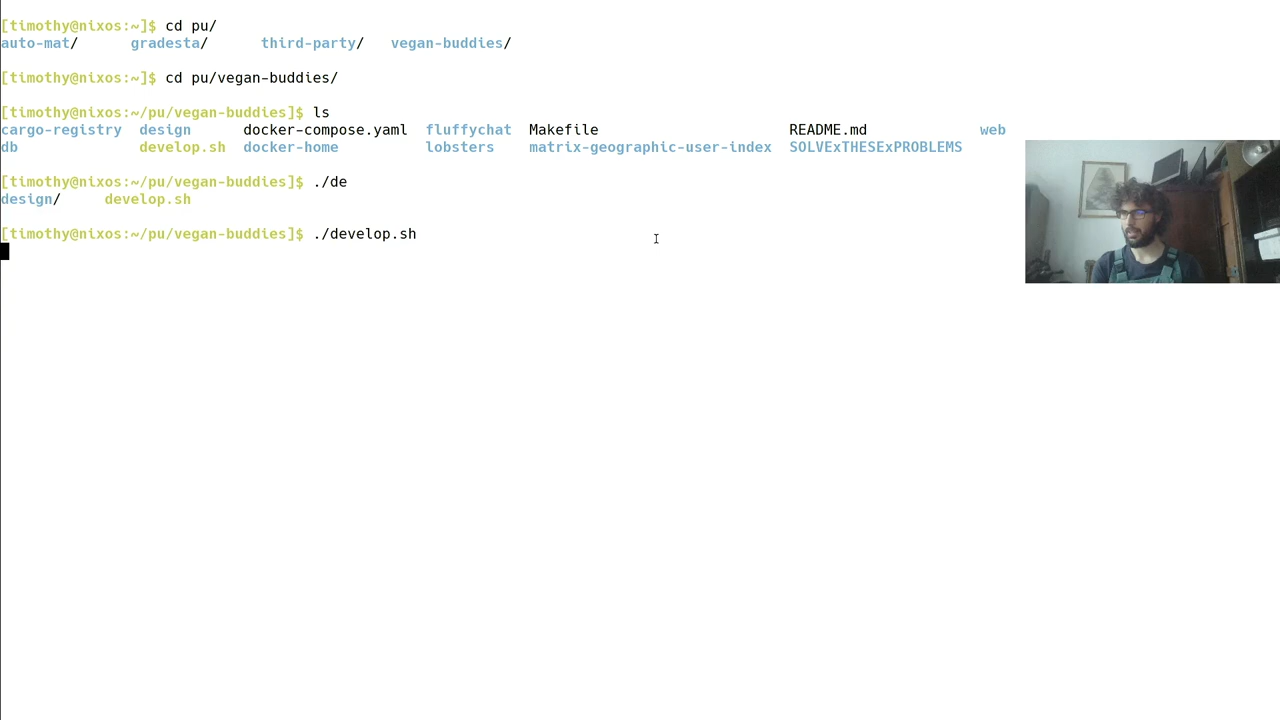 [timothy@nixos:~]$ cd pu/
auto-mat/      gradesta/      third-party/   vegan-buddies/
[timothy@nixos:~]$ cd pu/vegan-buddies/
[timothy@nixos:~/pu/vegan-buddies]$ ls
cargo-registry  design      docker-compose.yaml  fluffychat  Makefile                      README.md             web
db              develop.sh  docker-home          lobsters    matrix-geographic-user-index  SOLVExTHESExPROBLEMS
[timothy@nixos:~/pu/vegan-buddies]$ ./de
design/     develop.sh
[timothy@nixos:~/pu/vegan-buddies]$ ./develop.sh